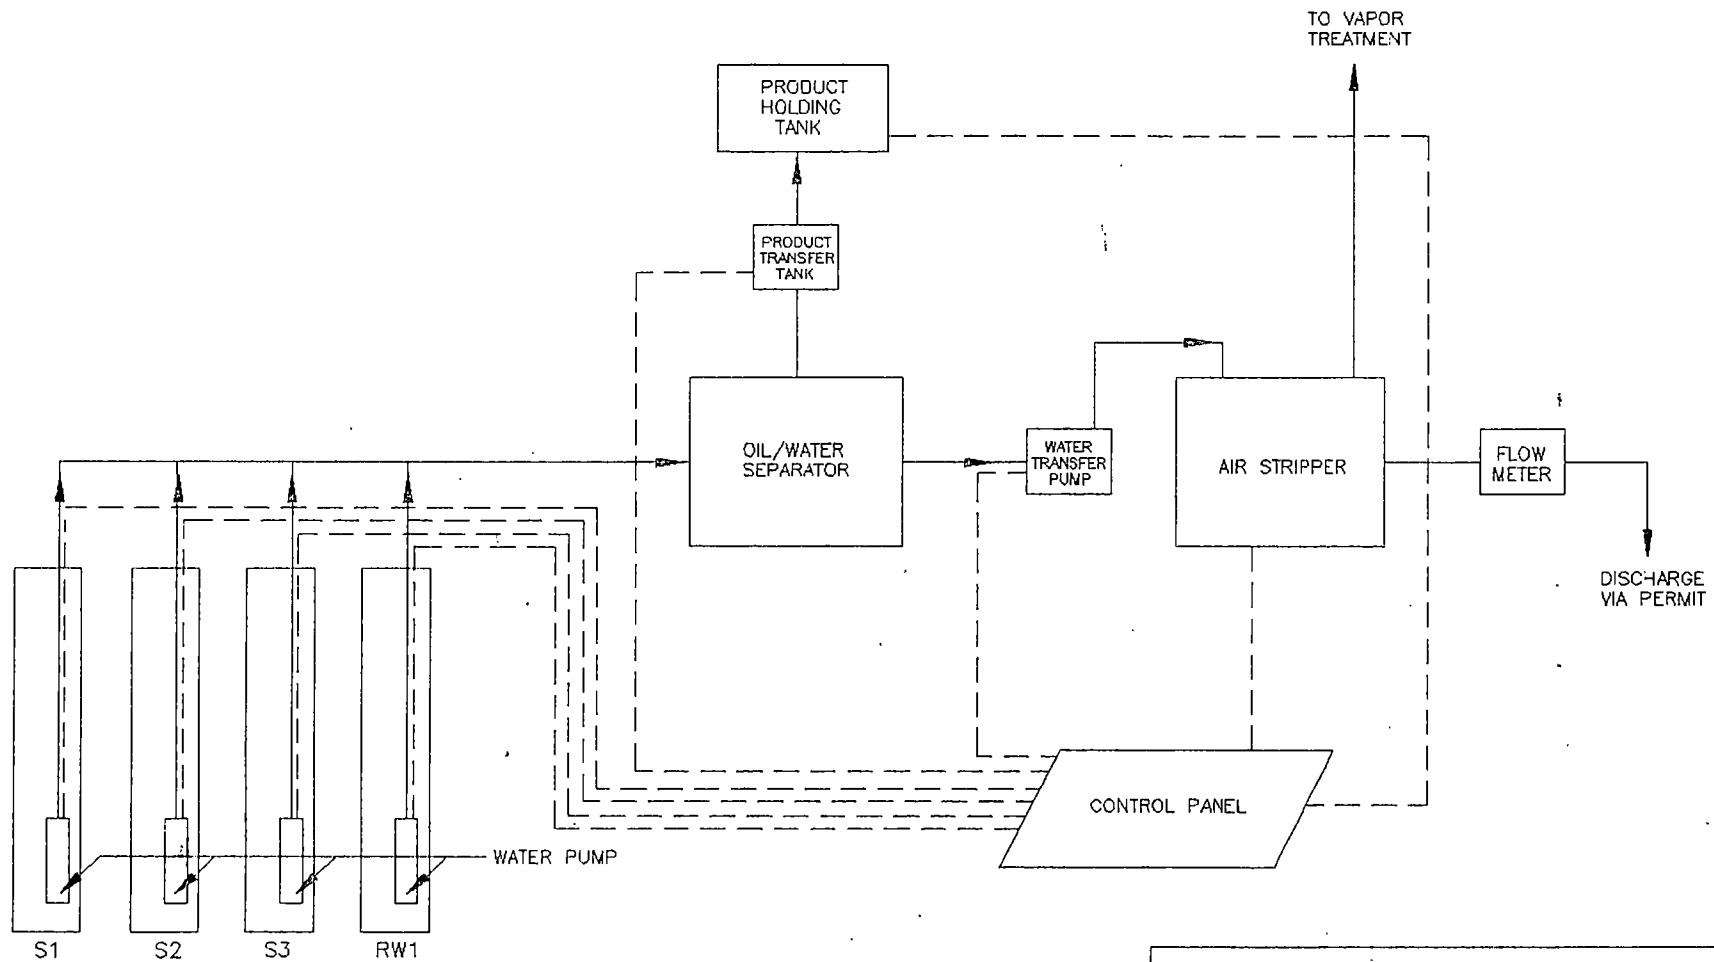 TO VAPOR
TREATMENT
PRODUCT
HOLDING
TANK
PRODUCT
TRANSFER
TANK
OIL/WATER
SEPARATOR
WATER
TRANSFER
PUMP
AIR STRIPPER
FLOW
METER
DISCHARGE
VIA PERMIT
CONTROL PANEL
WATER PUMP
S1
S2
S3
RW1